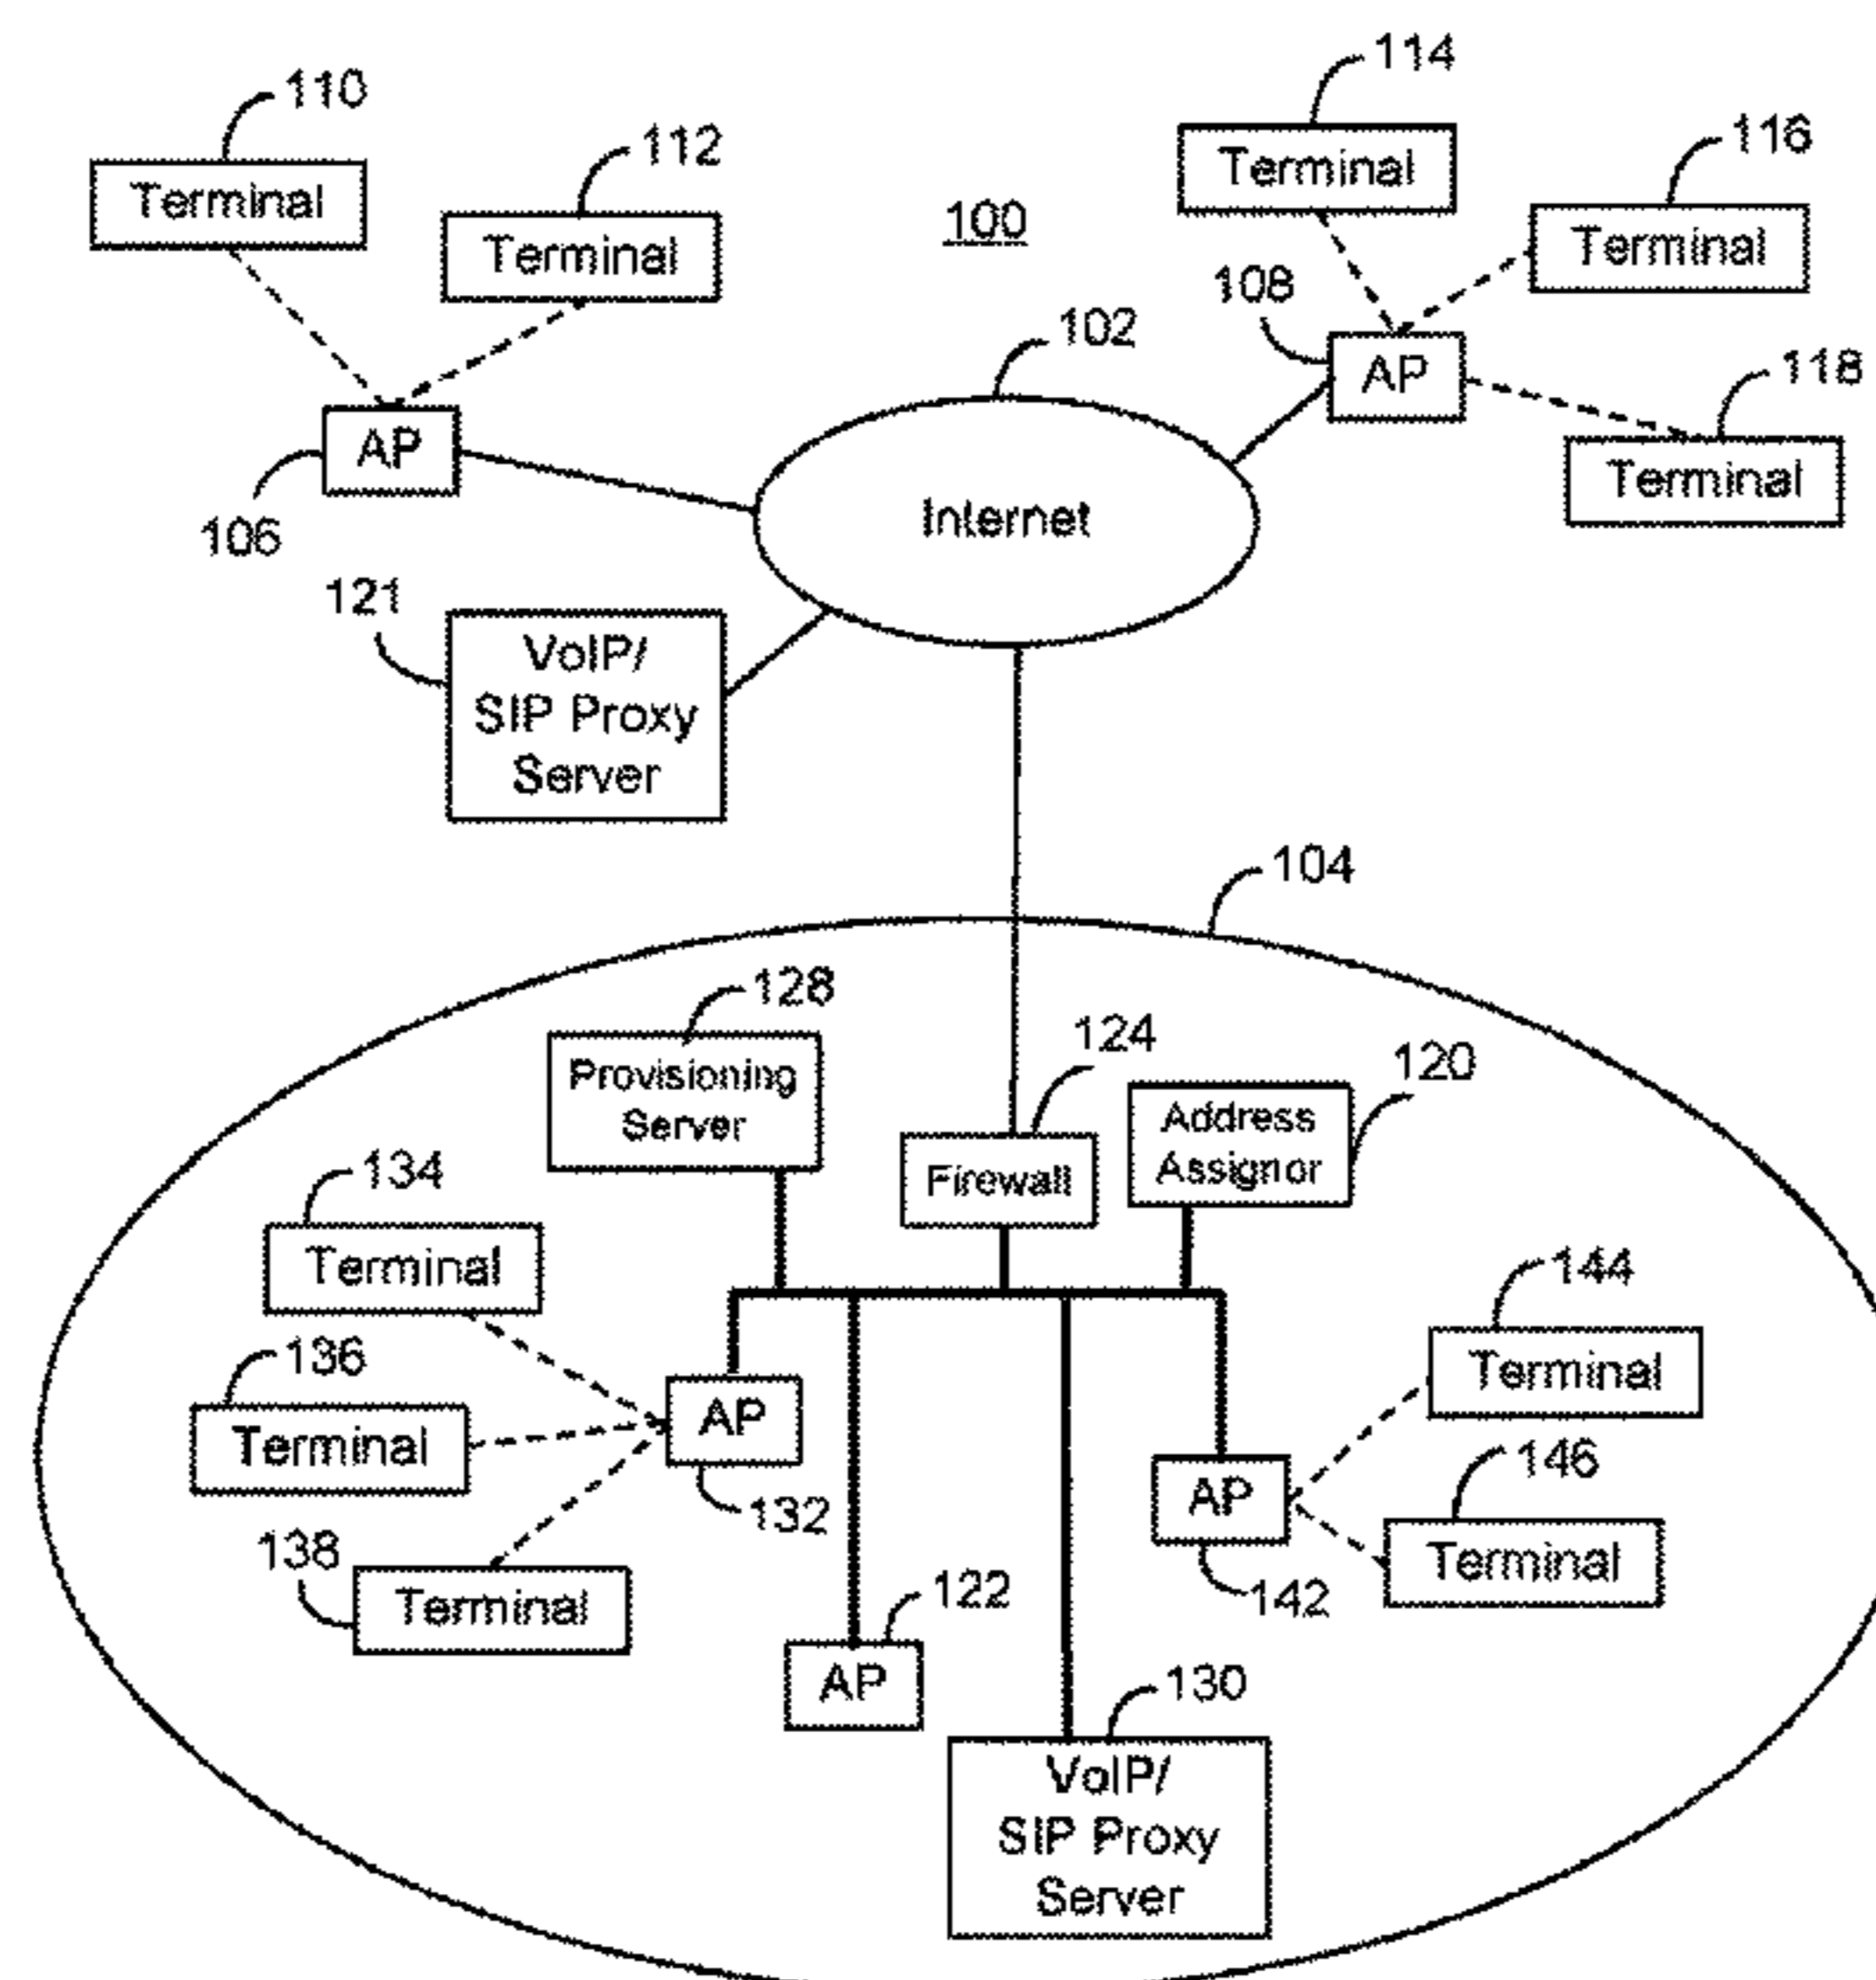 110
Terminal
112
Terminal
100
114
Terminal
116
Terminal
108
AP
118
Terminal
102
Internet
AP
106
121
VoIP/
SIP Proxy
Server
104
128
Provisioning
Server
124
Firewall
120
Address
Assignor
134
Terminal
136
Terminal
138
Terminal
AP
132
122
AP
130
VoIP/
SIP Proxy
Server
144
Terminal
146
Terminal
AP
142